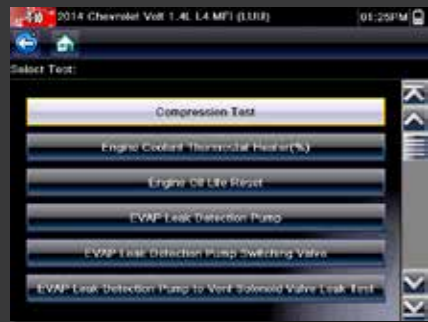 2014 Chevrolet Volt 1.4L L4 MFI (LUU) 01:25PM
Select Test:
Compression Test
Engine Coolant Thermostat Heater(%)
Engine Oil Life Reset
EVAP Leak Detection Pump
EVAP Leak Detection Pump Switching Valve
EVAP Leak Detection Pump to Vent Solenoid Valve Leak Test